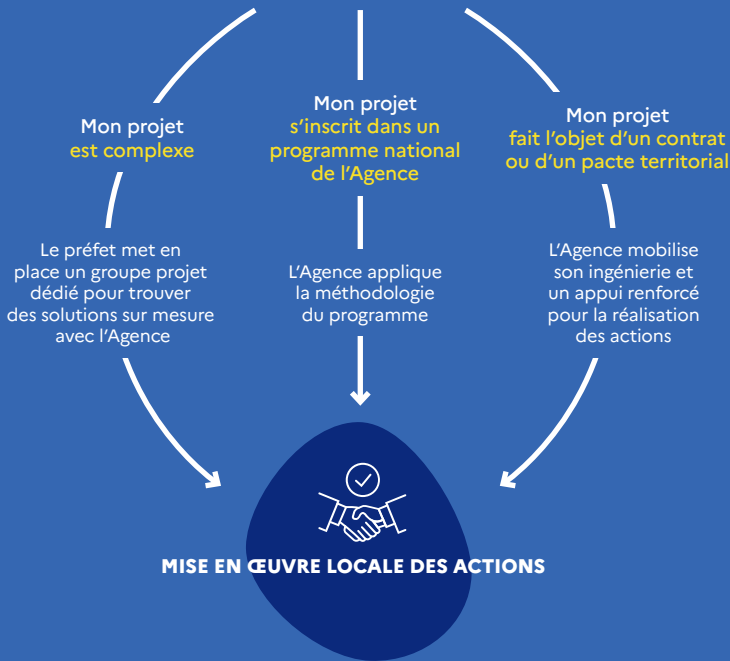 Mon projet
est complexe
Le préfet met en
place un groupe projet
dédié pour trouver
des solutions sur mesure
avec l’Agence
Mon projet
s’inscrit dans un
programme national
de l’Agence
L’Agence applique
la méthodologie
du programme
Mon projet
fait l’objet d’un contrat
ou d’un pacte territorial
L’Agence mobilise
son ingénierie et
un appui renforcé
pour la réalisation
des actions
MISE EN ŒUVRE LOCALE DES ACTIONS